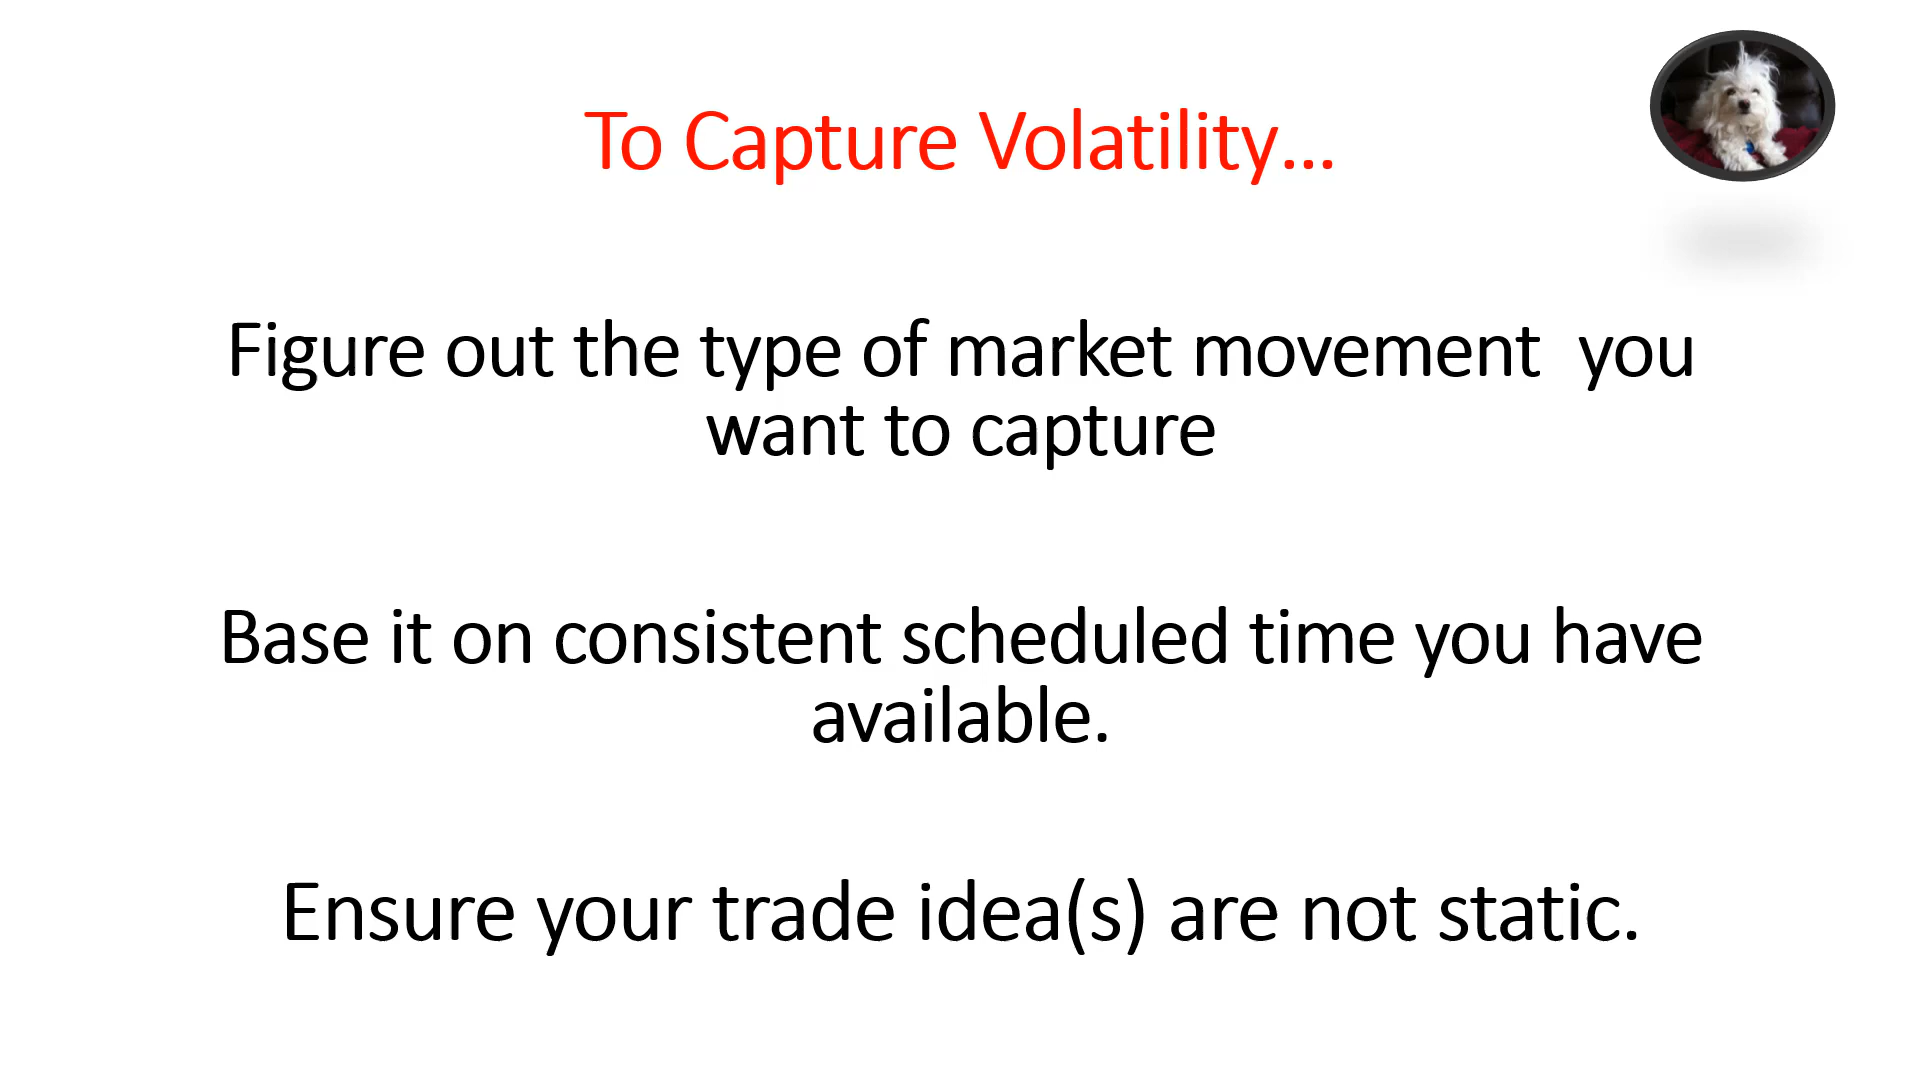 To Capture Volatility...
Figure out the type of market movement  you
want to capture
Base it on consistent scheduled time you have
available.
Ensure your trade idea(s) are not static.